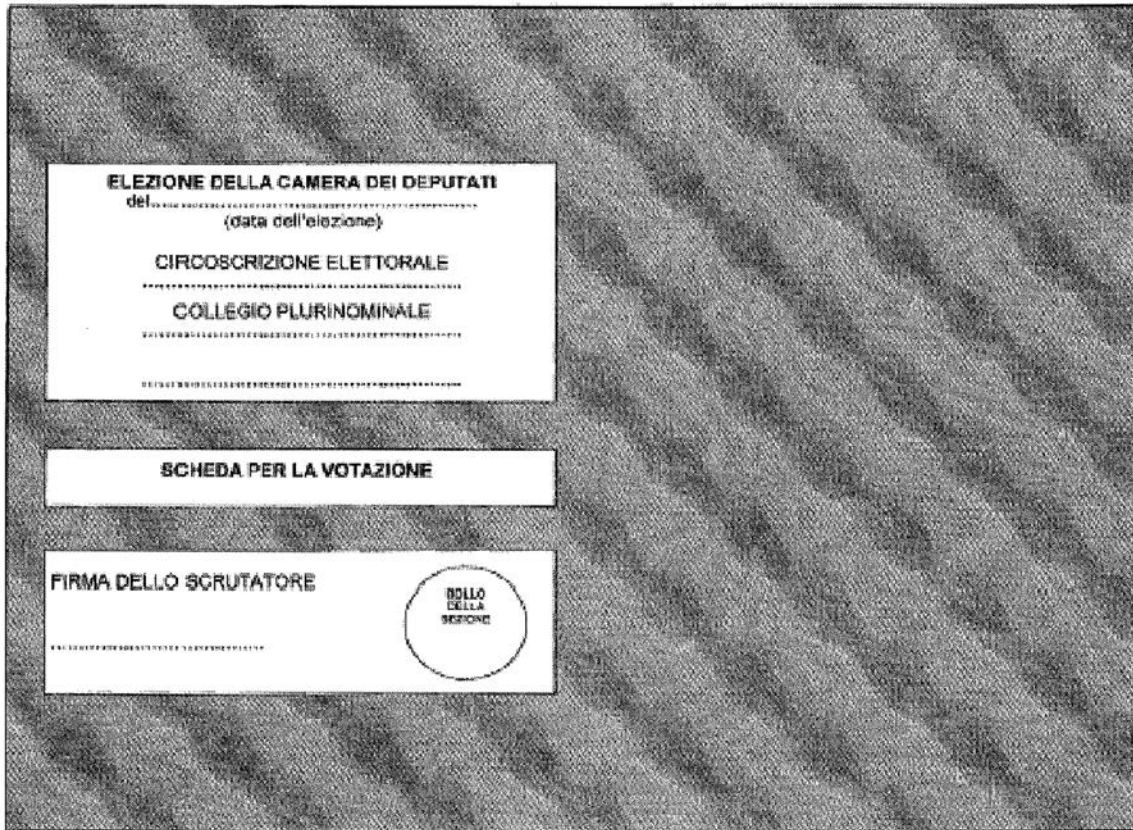 ELEZIONE DELLA CAMERA DEI DEPUTATI
del................................................
(data dell'elezione)
CIRCOSCRIZIONE ELETTORALE
................................................
COLLEGIO PLURINOMINALE
................................................
................................................
SCHEDA PER LA VOTAZIONE
FIRMA DELLO SCRUTATORE
................................
BOLLO
DELLA
SEZIONE